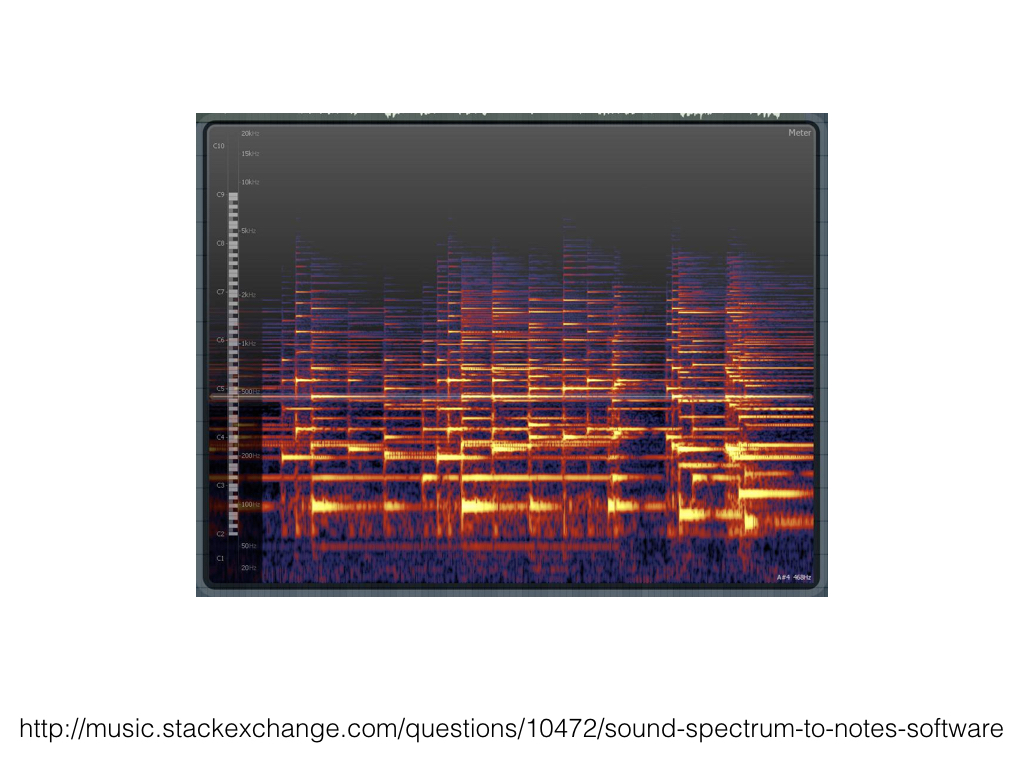 Meter
20kHz
C10
15kHz
10kHz
C9
5kHz
C8
C7
2kHz
C6
1kHz
C5
500Hz
C4
200Hz
C3
100Hz
C2
50Hz
C1
20Hz
A#4 468Hz
http://music.stackexchange.com/questions/10472/sound-spectrum-to-notes-software